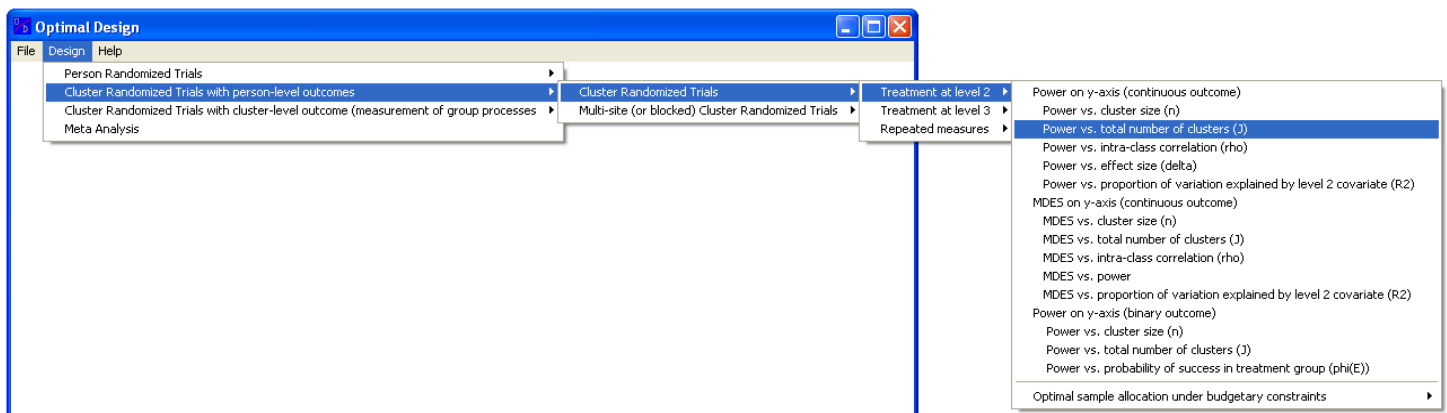 Optimal Design
File Design Help
Person Randomized Trials
Cluster Randomized Trials with person-level outcomes
Cluster Randomized Trials with cluster-level outcome (measurement of group processes
Meta Analysis
Cluster Randomized Trials
Multi-site (or blocked) Cluster Randomized Trials
Treatment at level 2
Treatment at level 3
Repeated measures
Power on y-axis (continuous outcome)
Power vs. cluster size (n)
Power vs. total number of clusters (J)
Power vs. intra-class correlation (rho)
Power vs. effect size (delta)
Power vs. proportion of variation explained by level 2 covariate (R2)
MDES on y-axis (continuous outcome)
MDES vs. cluster size (n)
MDES vs. total number of clusters (J)
MDES vs. intra-class correlation (rho)
MDES vs. power
MDES vs. proportion of variation explained by level 2 covariate (R2)
Power on y-axis (binary outcome)
Power vs. cluster size (n)
Power vs. total number of clusters (J)
Power vs. probability of success in treatment group (phi(E))
Optimal sample allocation under budgetary constraints